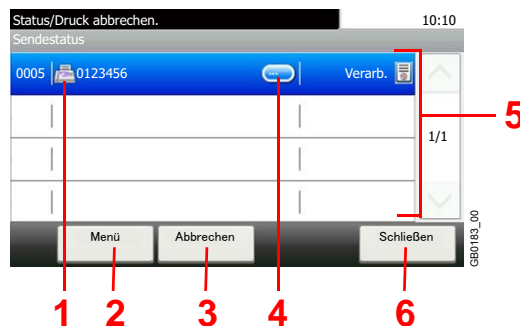 Status/Druck abbrechen. 10:10
Sendestatus
0005 0123456 ... Verarb.
5
1/1
Menü Abbrechen Schließen
GB0183_00
1 2 3 4 6